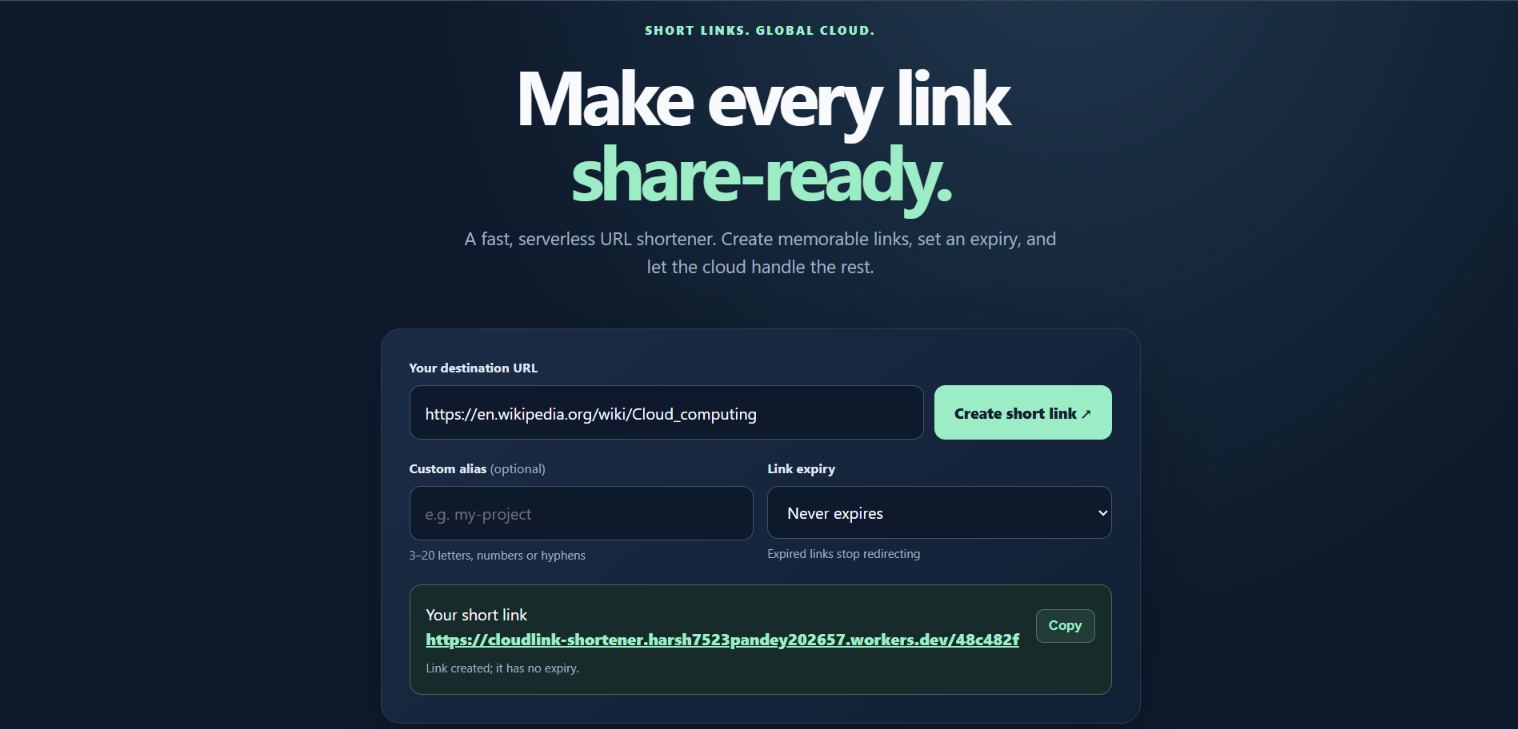 SHORT LINKS. GLOBAL CLOUD.
Make every link
share-ready.
A fast, serverless URL shortener. Create memorable links, set an expiry, and
let the cloud handle the rest.
Your destination URL
https://en.wikipedia.org/wiki/Cloud_computing
Create short link ↗
Custom alias (optional)
Link expiry
e.g. my-project
Never expires
3–20 letters, numbers or hyphens
Expired links stop redirecting
Your short link
https://cloudlink-shortener.harsh7523pandey202657.workers.dev/48c482f
Copy
Link created; it has no expiry.